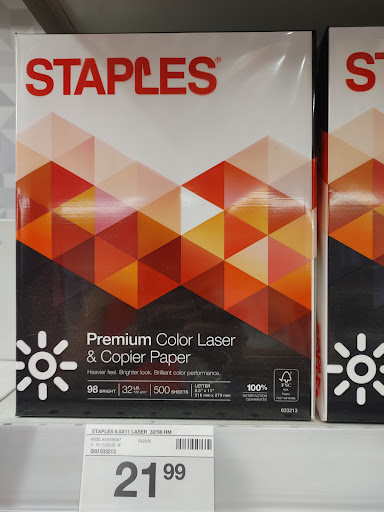 STAPLES®
S
Premium Color Laser
& Copier Paper
Heavier feel. Brighter look. Brilliant color performance.
98 BRIGHT 32 LB. 500 SHEETS LETTER 8.5" x 11" 216 mm x 279 mm
100% SATISFACTION GUARANTEE
FSC
633213
STAPLES 8.5X11 LASER 32/98 RM
SKU 633213
21.99